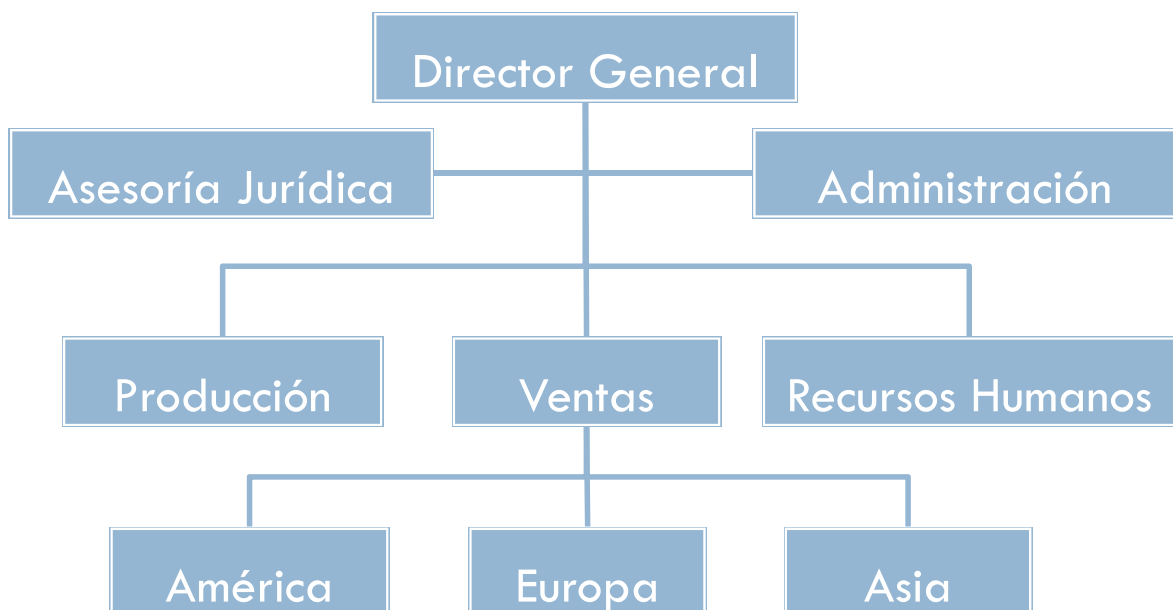 Director General
Asesoría Jurídica
Administración
Producción
Ventas
Recursos Humanos
América
Europa
Asia